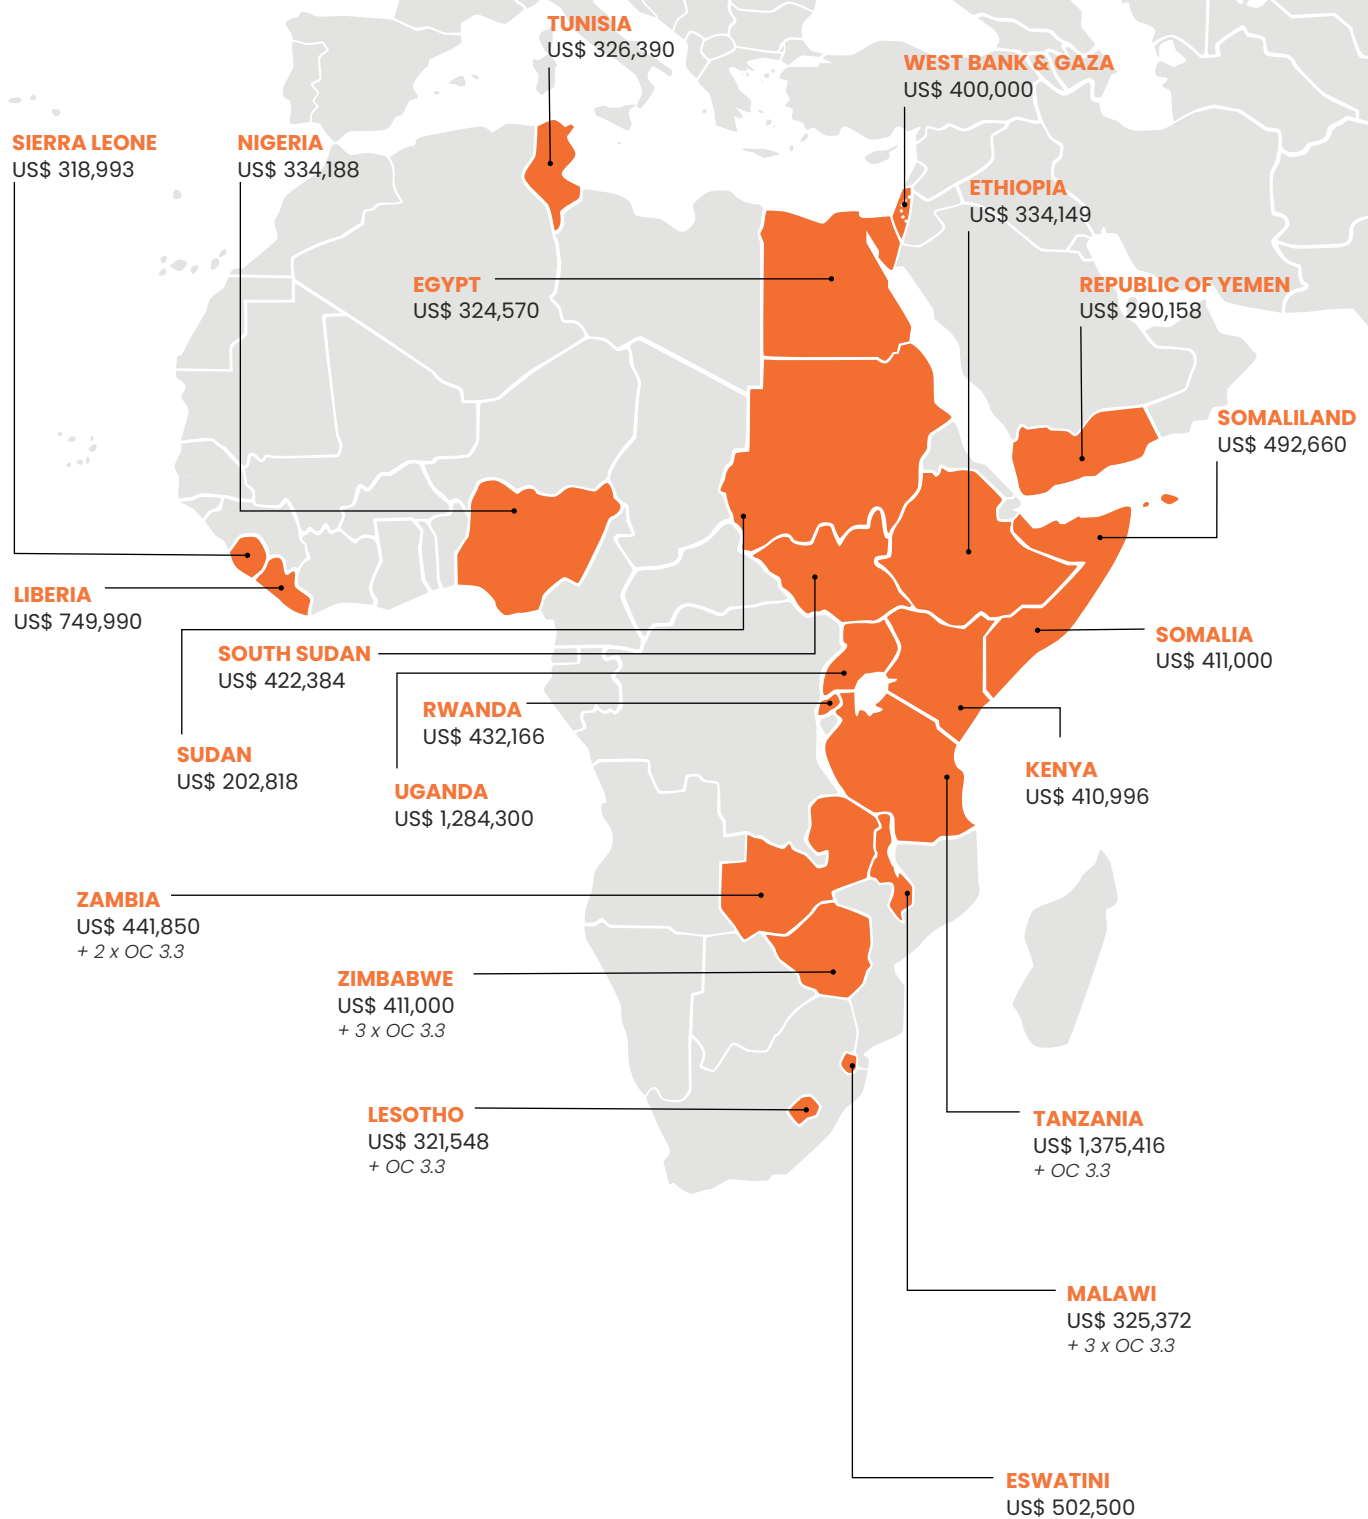 TUNISIA
US$ 326,390
WEST BANK & GAZA
US$ 400,000
SIERRA LEONE
US$ 318,993
NIGERIA
US$ 334,188
ETHIOPIA
US$ 334,149
EGYPT
US$ 324,570
REPUBLIC OF YEMEN
US$ 290,158
SOMALILAND
US$ 492,660
LIBERIA
US$ 749,990
SOMALIA
US$ 411,000
SOUTH SUDAN
US$ 422,384
RWANDA
US$ 432,166
SUDAN
US$ 202,818
KENYA
US$ 410,996
UGANDA
US$ 1,284,300
ZAMBIA
US$ 441,850
+ 2 x OC 3.3
ZIMBABWE
US$ 411,000
+ 3 x OC 3.3
LESOTHO
US$ 321,548
+ OC 3.3
TANZANIA
US$ 1,375,416
+ OC 3.3
MALAWI
US$ 325,372
+ 3 x OC 3.3
ESWATINI
US$ 502,500